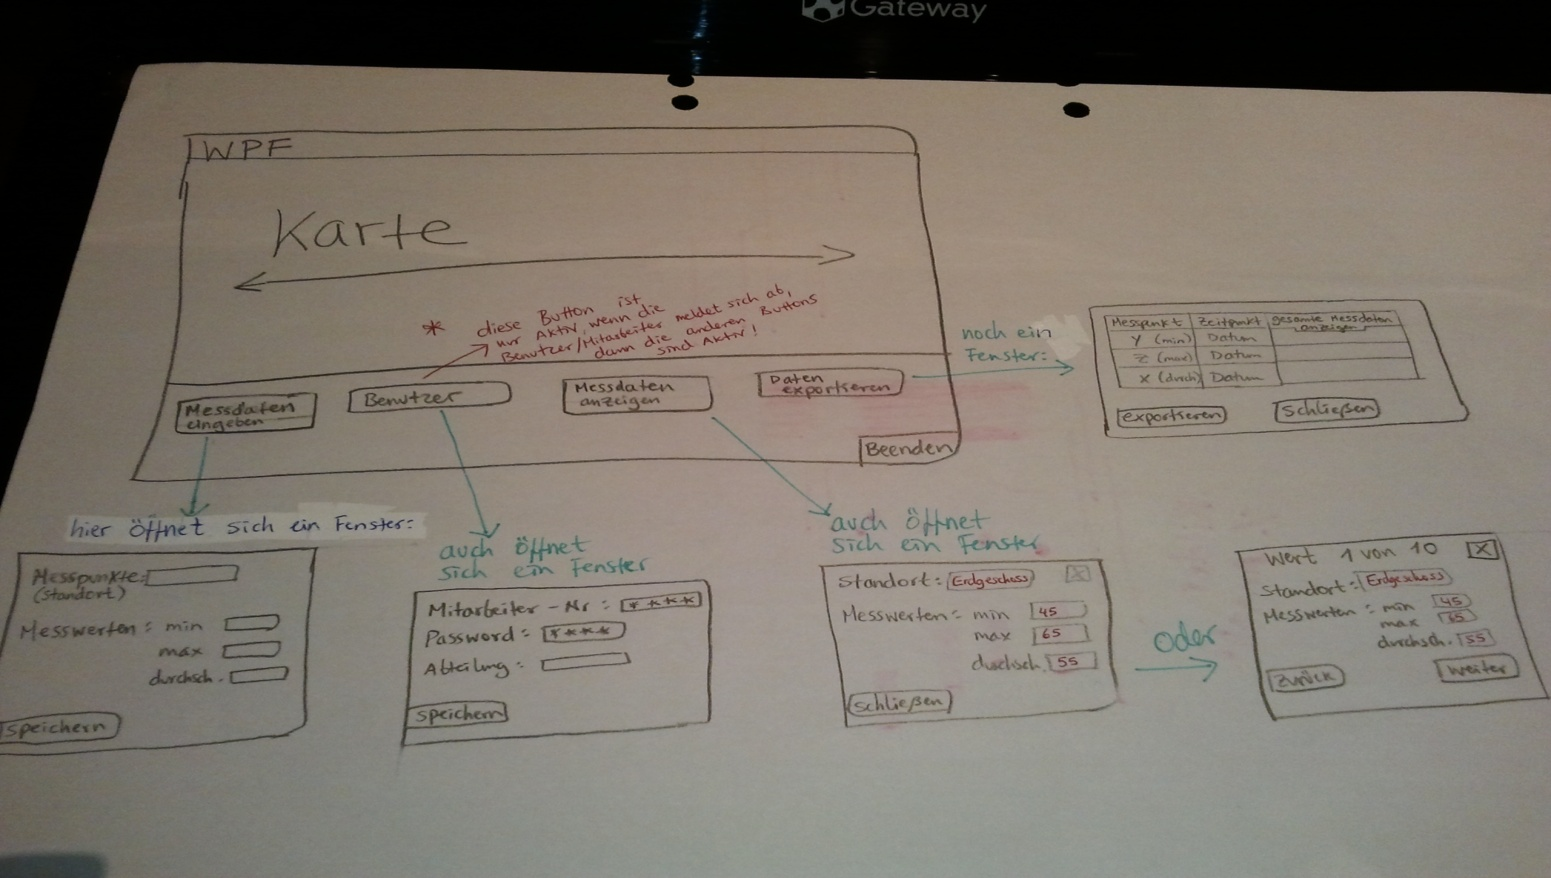 Gateway
WPF
Karte
* diese Button ist
nur Aktiv, wenn die
Benutzer/Mitarbeiter meldet sich ab,
dann die anderen Buttons
sind Aktiv!
Messdaten
eingeben
Benutzer
Messdaten
anzeigen
Daten
exportieren
Beenden
noch ein
Fenster:
Messpunkt Zeitpunkt gesamte Messdaten
anzeigen
Y (min) Datum
Z (max) Datum
X (drch) Datum
exportieren schließen
hier öffnet sich ein Fenster:
Messpunkte:
(Standort)
Messwerten: min
max
durchsch.
speichern
auch öffnet
sich ein Fenster
Mitarbeiter-Nr: ****
Password: ****
Abteilung:
speichern
auch öffnet
sich ein Fenster
Standort: Erdgeschoss X
Messwerten: min 45
max 65
durchsch. 55
schließen
oder
Wert 1 von 10 X
Standort: Erdgeschoss
Messwerten: min 45
max 65
durchsch. 55
zurück weiter